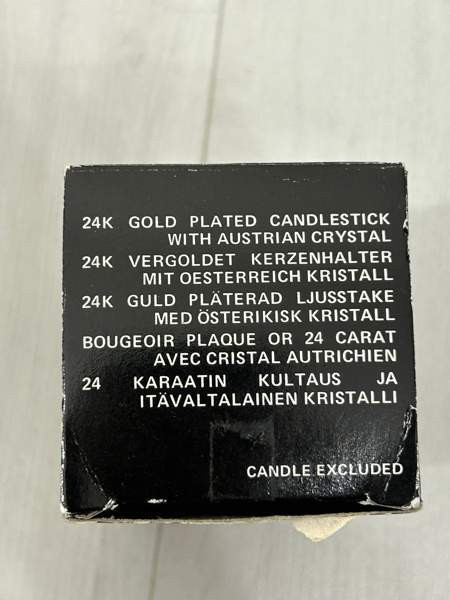 24K GOLD PLATED CANDLESTICK
WITH AUSTRIAN CRYSTAL
24K VERGOLDET KERZENHALTER
MIT OESTERREICH KRISTALL
24K GULD PLÄTERAD LJUSSTAKE
MED ÖSTERIKISK KRISTALL
BOUGEOIR PLAQUE OR 24 CARAT
AVEC CRISTAL AUTRICHIEN
24 KARAATIN KULTAUS JA
ITÄVALTALAINEN KRISTALLI
CANDLE EXCLUDED